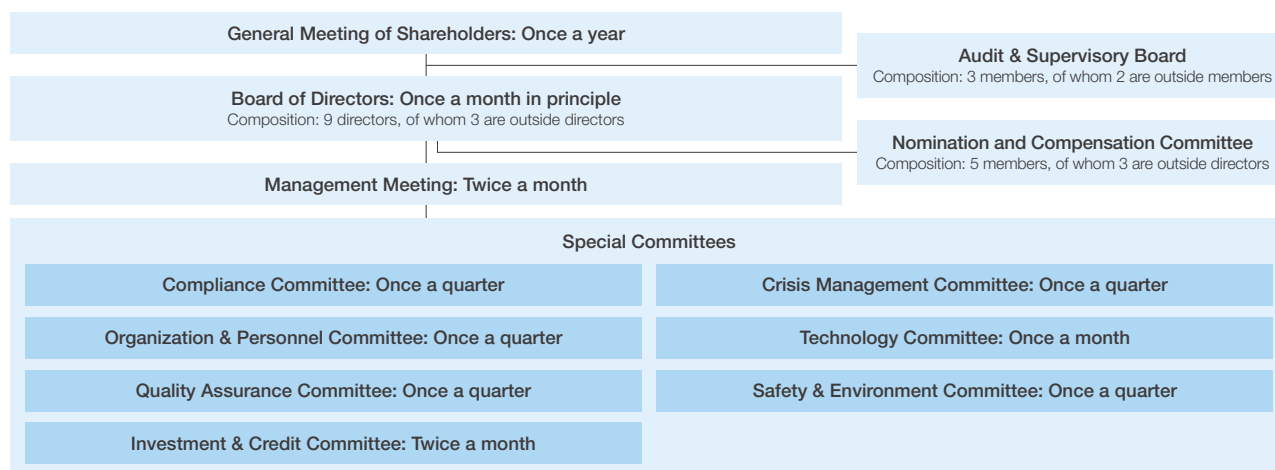 General Meeting of Shareholders: Once a year
Audit & Supervisory Board
Composition: 3 members, of whom 2 are outside members
Board of Directors: Once a month in principle
Composition: 9 directors, of whom 3 are outside directors
Nomination and Compensation Committee
Composition: 5 members, of whom 3 are outside directors
Management Meeting: Twice a month
Special Committees
Compliance Committee: Once a quarter
Crisis Management Committee: Once a quarter
Organization & Personnel Committee: Once a quarter
Technology Committee: Once a month
Quality Assurance Committee: Once a quarter
Safety & Environment Committee: Once a quarter
Investment & Credit Committee: Twice a month